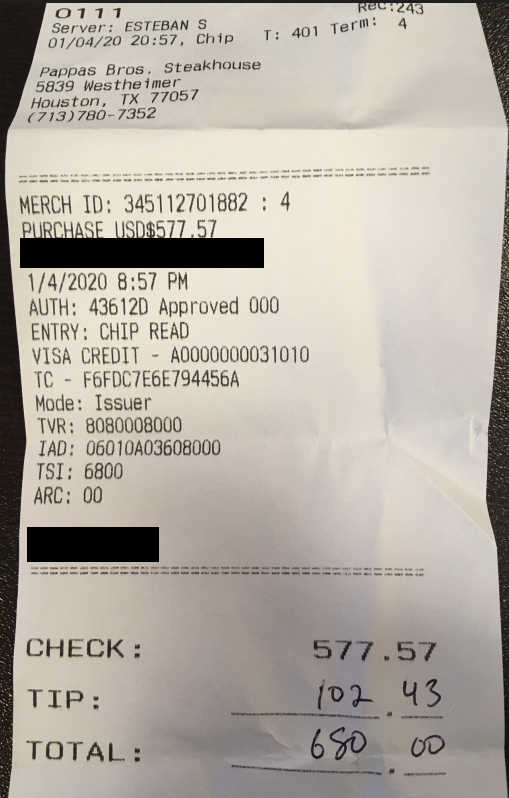 0111 Rec:243
Server: ESTEBAN S
01/04/20 20:57, Chip T: 401 Term: 4
Pappas Bros. Steakhouse
5839 Westheimer
Houston, TX 77057
(713)780-7352
MERCH ID: 345112701882 : 4
PURCHASE USD$577.57
1/4/2020 8:57 PM
AUTH: 43612D Approved 000
ENTRY: CHIP READ
VISA CREDIT - A0000000031010
TC - F6FDC7E6E794456A
Mode: Issuer
TVR: 8080008000
IAD: 06010A03608000
TSI: 6800
ARC: 00
CHECK: 577.57
TIP: 102.43
TOTAL: 680.00